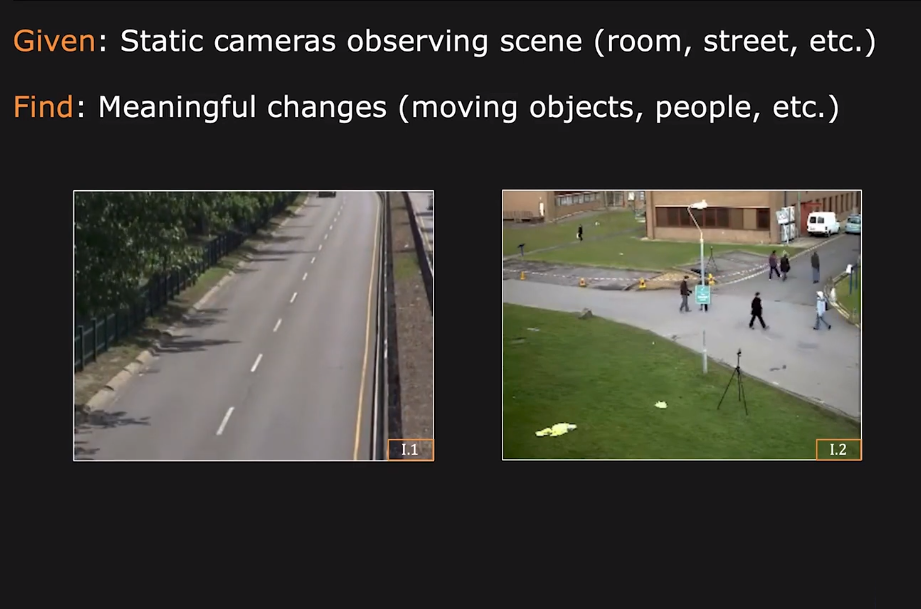 Given: Static cameras observing scene (room, street, etc.)
Find: Meaningful changes (moving objects, people, etc.)
I.1
I.2